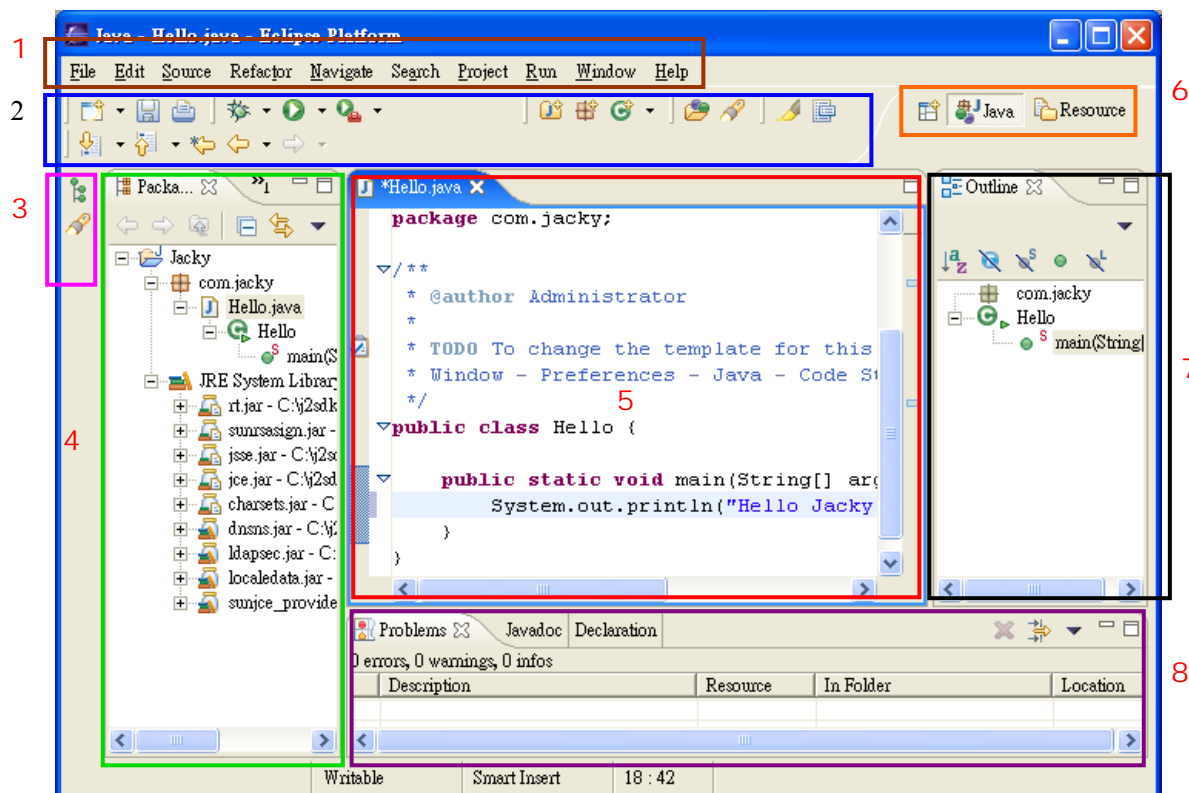 Java - Hello.java - Eclipse Platform
1
File Edit Source Refactor Navigate Search Project Run Window Help
2
6
Java Resource
3
Packa... »1
*Hello.java
Outline
package com.jacky;
/**
* @author Administrator
*
* TODO To change the template for this
* Window - Preferences - Java - Code St
*/
5
public class Hello {
public static void main(String[] arg
System.out.println("Hello Jacky
}
}
4
Jacky
com.jacky
J Hello.java
Hello
S main(S
JRE System Library
rt.jar - C:\j2sdk
sunrsasign.jar -
jsse.jar - C:\j2sd
jce.jar - C:\j2sd
charsets.jar - C
dnsns.jar - C:\j2
ldapsec.jar - C:
localedata.jar -
sunjce_provide
com.jacky
Hello
S main(String[
7
Problems Javadoc Declaration
0 errors, 0 warnings, 0 infos
Description Resource In Folder Location
8
Writable Smart Insert 18 : 42